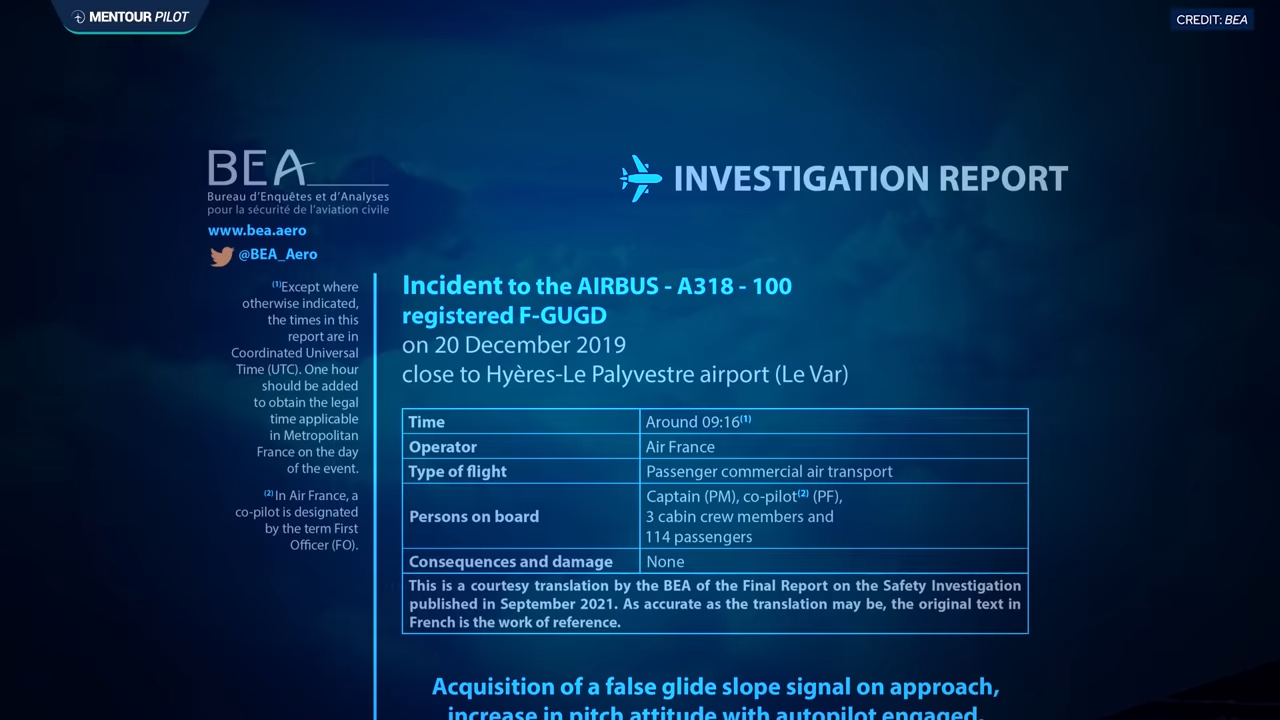 MENTOUR PILOT
CREDIT: BEA
BEA
Bureau d'Enquêtes et d'Analyses
pour la sécurité de l'aviation civile
www.bea.aero
@BEA_Aero
INVESTIGATION REPORT
(1)Except where
otherwise indicated,
the times in this
report are in
Coordinated Universal
Time (UTC). One hour
should be added
to obtain the legal
time applicable
in Metropolitan
France on the day
of the event.
(2) In Air France, a
co-pilot is designated
by the term First
Officer (FO).
Incident to the AIRBUS - A318 - 100
registered F-GUGD
on 20 December 2019
close to Hyères-Le Palyvestre airport (Le Var)
Time Around 09:16(1)
Operator Air France
Type of flight Passenger commercial air transport
Persons on board Captain (PM), co-pilot(2) (PF),
3 cabin crew members and
114 passengers
Consequences and damage None
This is a courtesy translation by the BEA of the Final Report on the Safety Investigation
published in September 2021. As accurate as the translation may be, the original text in
French is the work of reference.
Acquisition of a false glide slope signal on approach,
increase in pitch attitude with autopilot engaged,